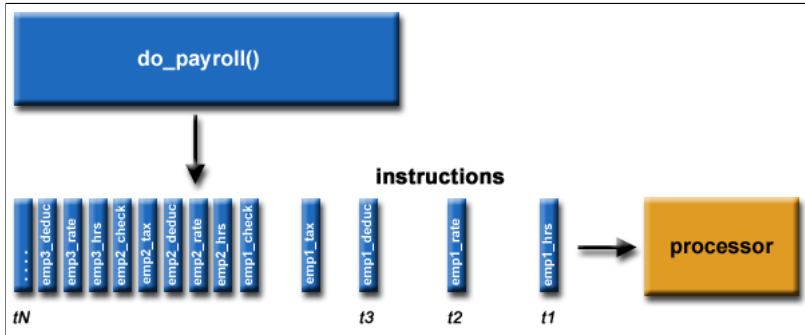 do_payroll()
instructions
....
emp3_deduc
emp3_rate
emp3_hrs
emp2_check
emp2_tax
emp2_deduc
emp2_rate
emp2_hrs
emp1_check
emp1_tax
emp1_deduc
emp1_rate
emp1_hrs
processor
tN
t3
t2
t1